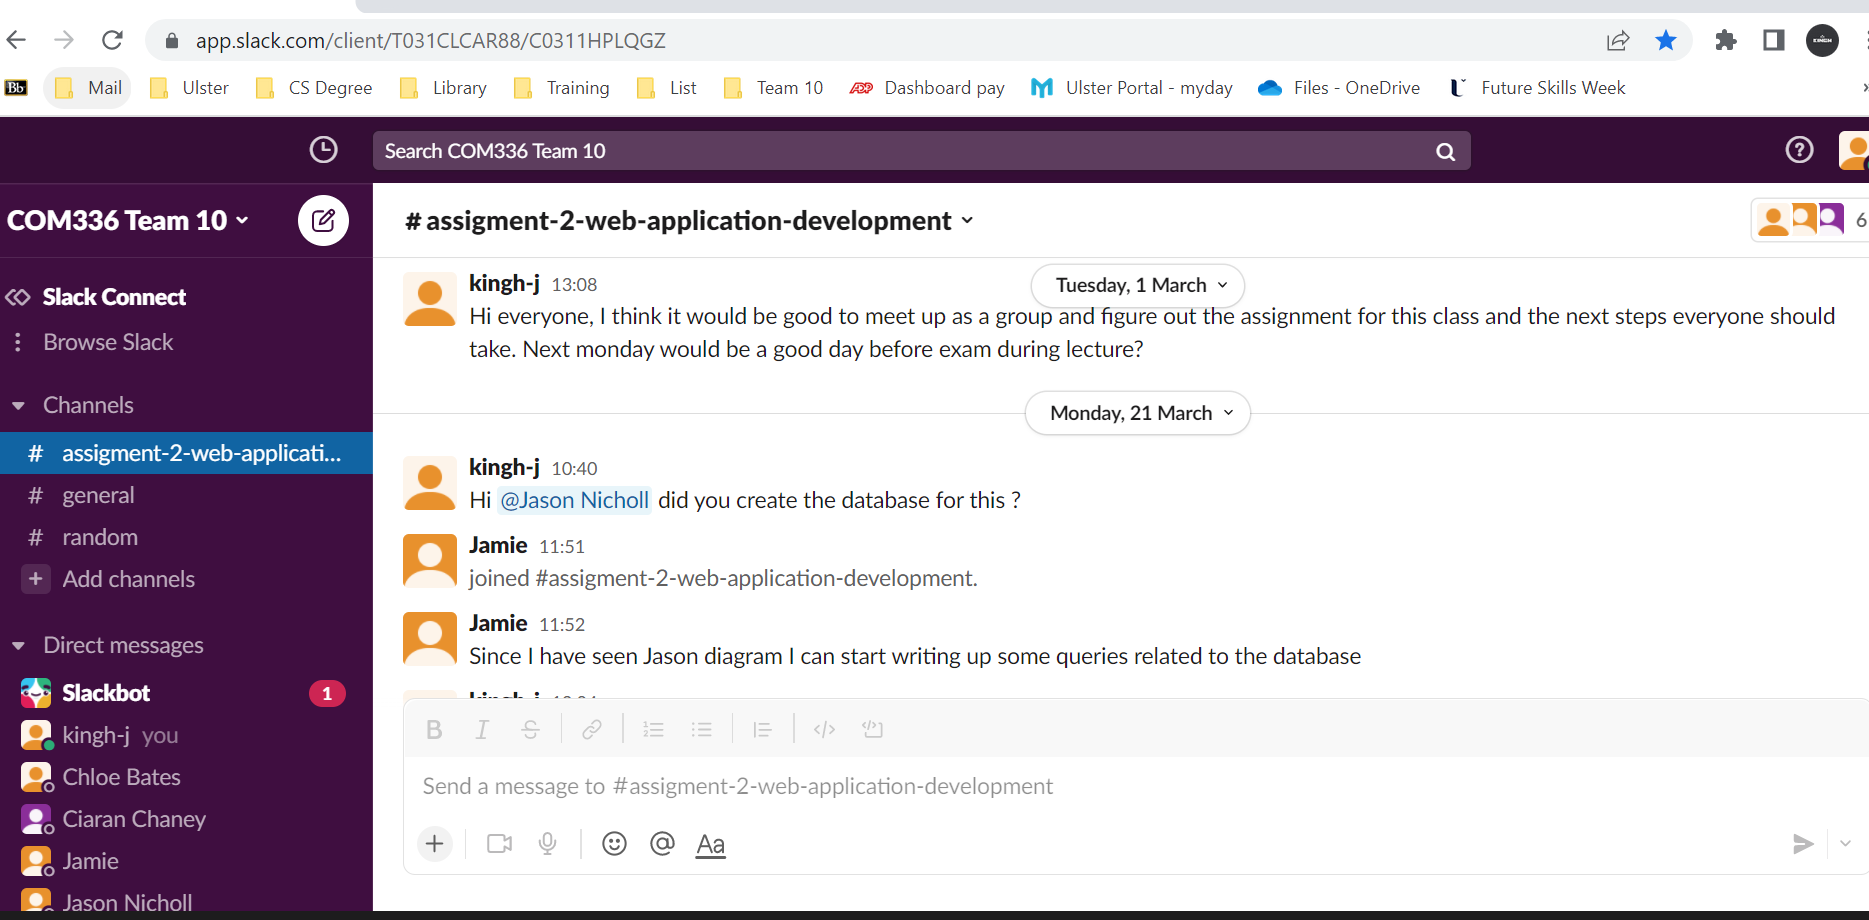 app.slack.com/client/T031CLCAR88/C0311HPLQGZ
Bb
Mail
Ulster
CS Degree
Library
Training
List
Team 10
ADP Dashboard pay
Ulster Portal - myday
Files - OneDrive
Future Skills Week
»
Search COM336 Team 10
COM336 Team 10
Slack Connect
Browse Slack
Channels
# assigment-2-web-applicati...
# general
# random
+ Add channels
Direct messages
Slackbot 1
kingh-j you
Chloe Bates
Ciaran Chaney
Jamie
Jason Nicholl
# assigment-2-web-application-development
6
Tuesday, 1 March
kingh-j 13:08
Hi everyone, I think it would be good to meet up as a group and figure out the assignment for this class and the next steps everyone should
take. Next monday would be a good day before exam during lecture?
Monday, 21 March
kingh-j 10:40
Hi @Jason Nicholl did you create the database for this ?
Jamie 11:51
joined #assigment-2-web-application-development.
Jamie 11:52
Since I have seen Jason diagram I can start writing up some queries related to the database
kingh-j
B I S
Send a message to #assigment-2-web-application-development
+ @ Aa